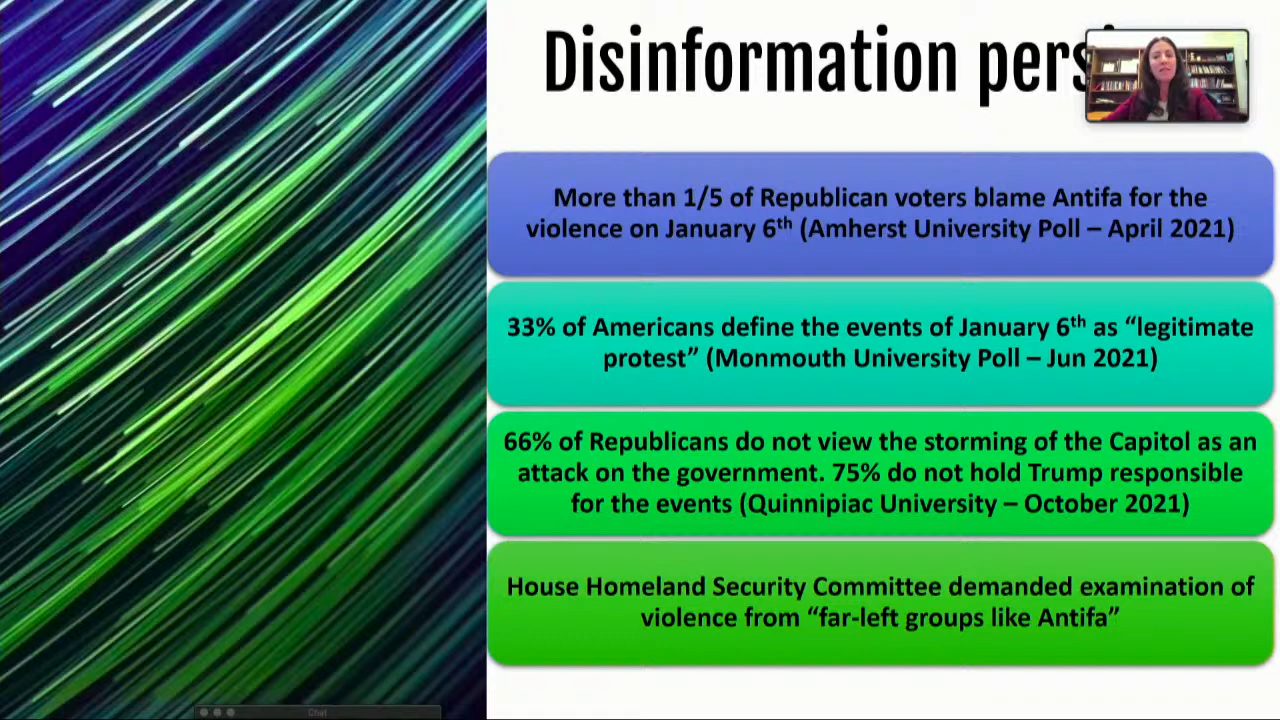 Disinformation pers
More than 1/5 of Republican voters blame Antifa for the
violence on January 6th (Amherst University Poll – April 2021)
33% of Americans define the events of January 6th as “legitimate
protest” (Monmouth University Poll – Jun 2021)
66% of Republicans do not view the storming of the Capitol as an
attack on the government. 75% do not hold Trump responsible
for the events (Quinnipiac University – October 2021)
House Homeland Security Committee demanded examination of
violence from “far-left groups like Antifa”
Chat